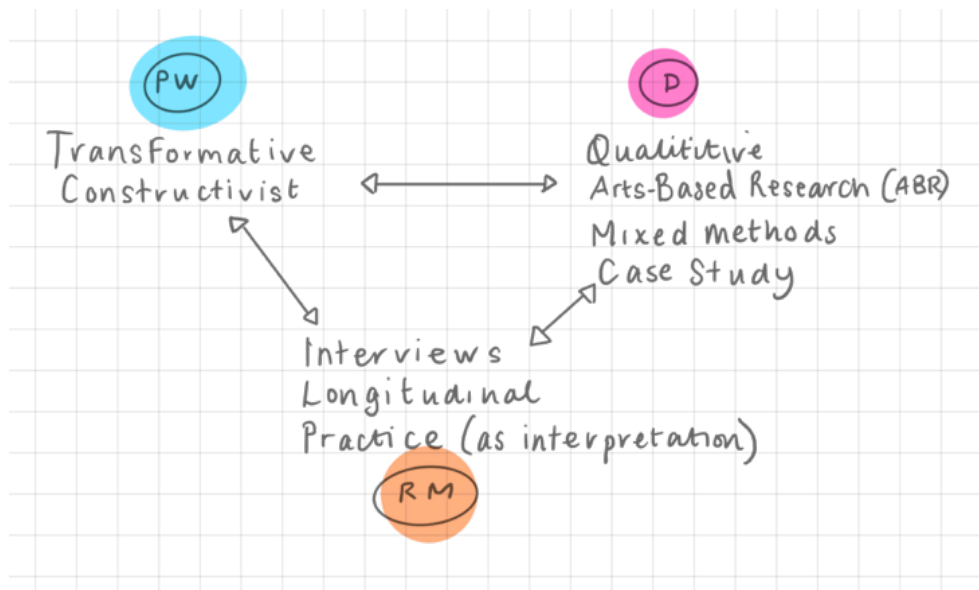 PW
Transformative
Constructivist
D
Qualititive
Arts-Based Research (ABR)
Mixed methods
Case Study
Interviews
Longitudinal
Practice (as interpretation)
RM